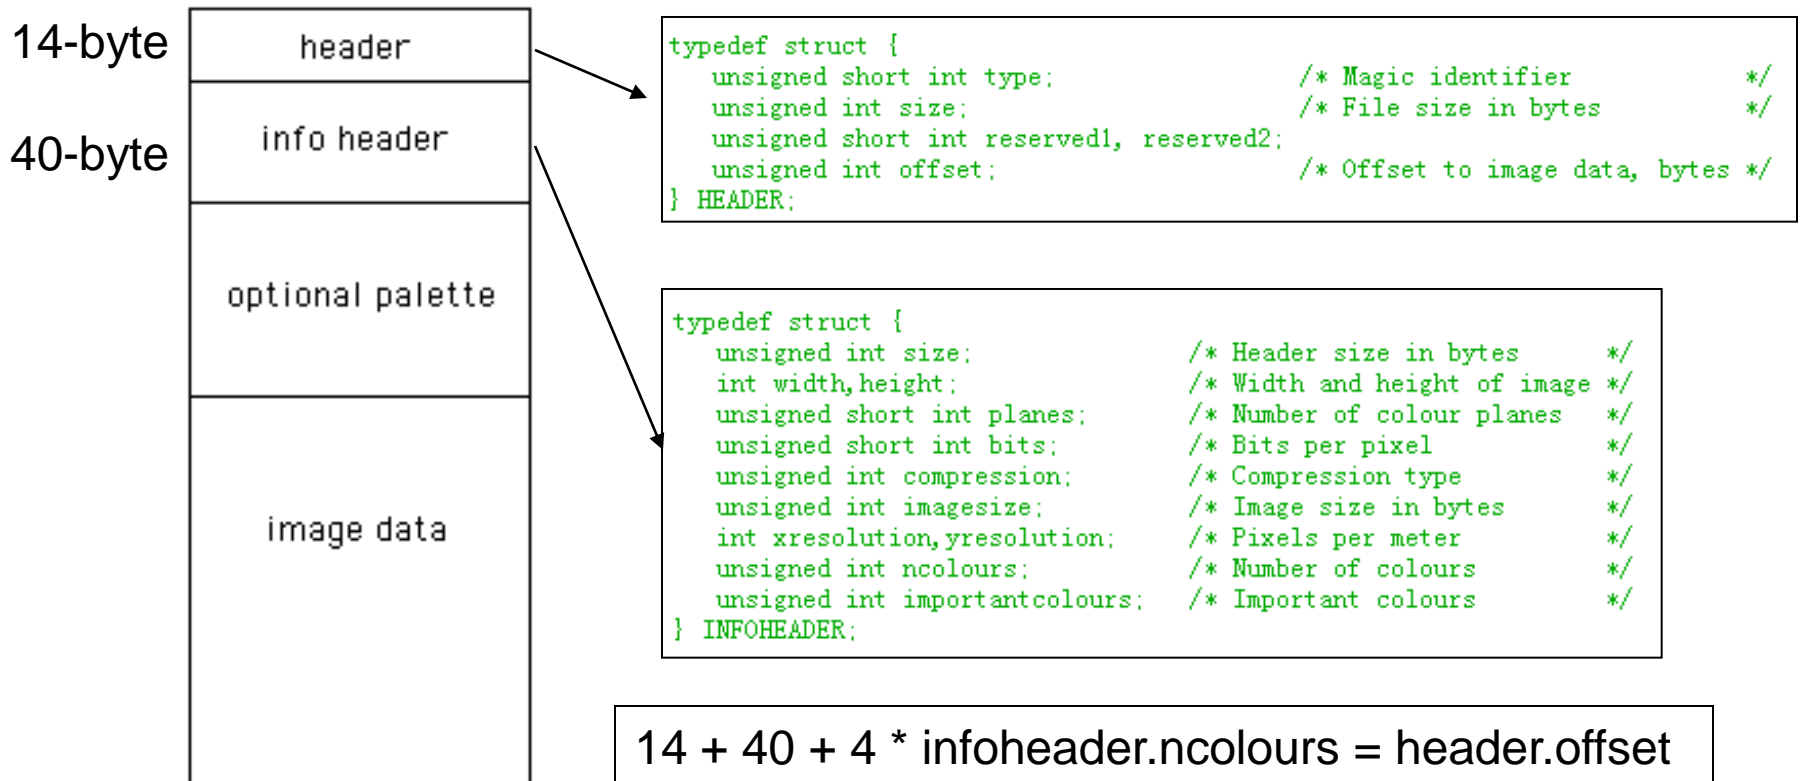 14-byte
header
40-byte
info header
optional palette
image data
typedef struct {
unsigned short int type; /* Magic identifier */
unsigned int size; /* File size in bytes */
unsigned short int reserved1, reserved2;
unsigned int offset; /* Offset to image data, bytes */
} HEADER;
typedef struct {
unsigned int size; /* Header size in bytes */
int width,height; /* Width and height of image */
unsigned short int planes; /* Number of colour planes */
unsigned short int bits; /* Bits per pixel */
unsigned int compression; /* Compression type */
unsigned int imagesize; /* Image size in bytes */
int xresolution,yresolution; /* Pixels per meter */
unsigned int ncolours; /* Number of colours */
unsigned int importantcolours; /* Important colours */
} INFOHEADER;
14 + 40 + 4 * infoheader.ncolours = header.offset